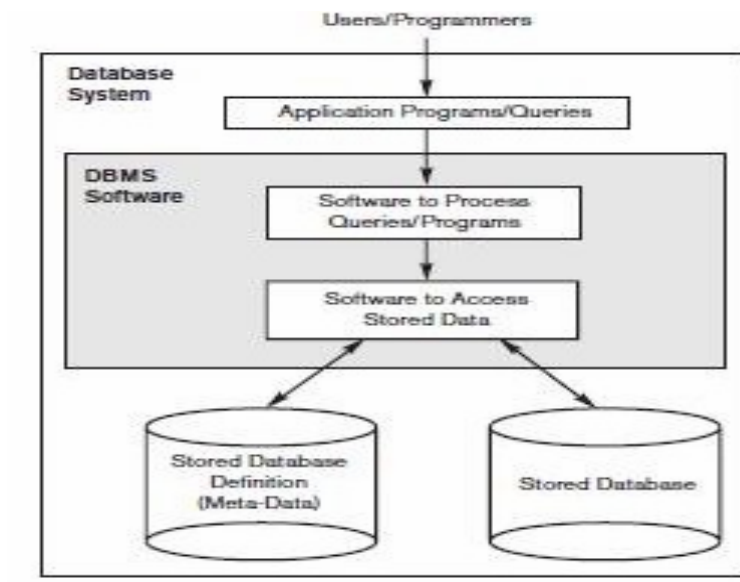 Users/Programmers
Database
System
Application Programs/Queries
DBMS
Software
Software to Process
Queries/Programs
Software to Access
Stored Data
Stored Database
Definition
(Meta-Data)
Stored Database